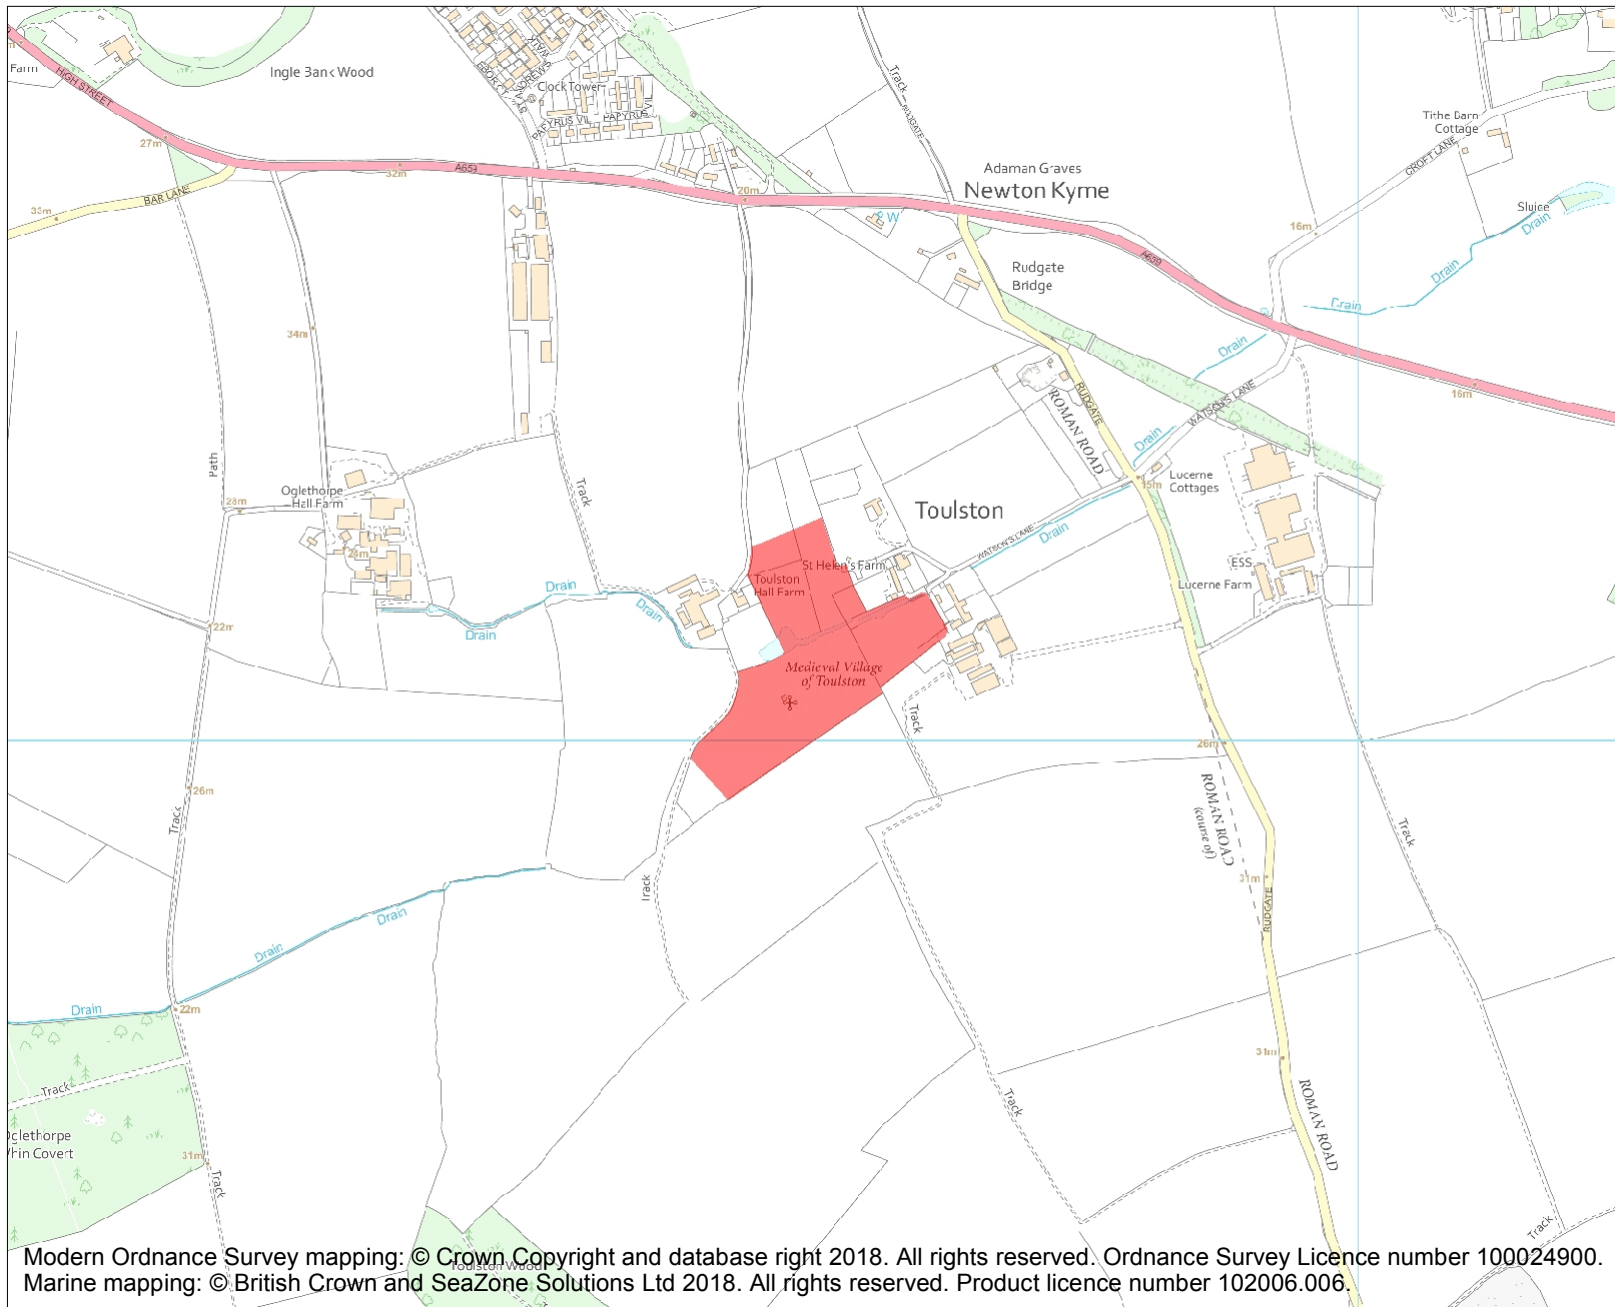 Farm
HIGH STREET
Ingle Bank Wood
Clock Tower
PAPYRUS VIL
PAPYRUS VIL
Track
RUDGATE
Tithe Barn
Cottage
CROFT LANE
27m
32m
A659
20m
Adaman Graves
Newton Kyme
BAR LANE
33m
W
16m
Sluice
Drain
Drain
Drain
Rudgate
Bridge
A659
34m
Drain
16m
RUDGATE
ROMAN ROAD
WATSON'S LANE
Drain
Path
Track
Oglethorpe
Hall Farm
28m
24m
Toulston
Lucerne
Cottages
15m
WATSON'S LANE
Drain
St Helen's Farm
Toulston
Hall Farm
ESS
Lucerne Farm
Drain
Drain
Drain
22m
Medieval Village
of Toulston
Track
26m
26m
Track
ROMAN ROAD
(course of)
Track
Track
31m
RUDGATE
Drain
Drain
Drain
22m
31m
Track
Track
ROMAN ROAD
Oglethorpe
Whin Covert
31m
Track
Track
Toulston Wood
Modern Ordnance Survey mapping: © Crown Copyright and database right 2018. All rights reserved. Ordnance Survey Licence number 100024900.
Marine mapping: © British Crown and SeaZone Solutions Ltd 2018. All rights reserved. Product licence number 102006.006.